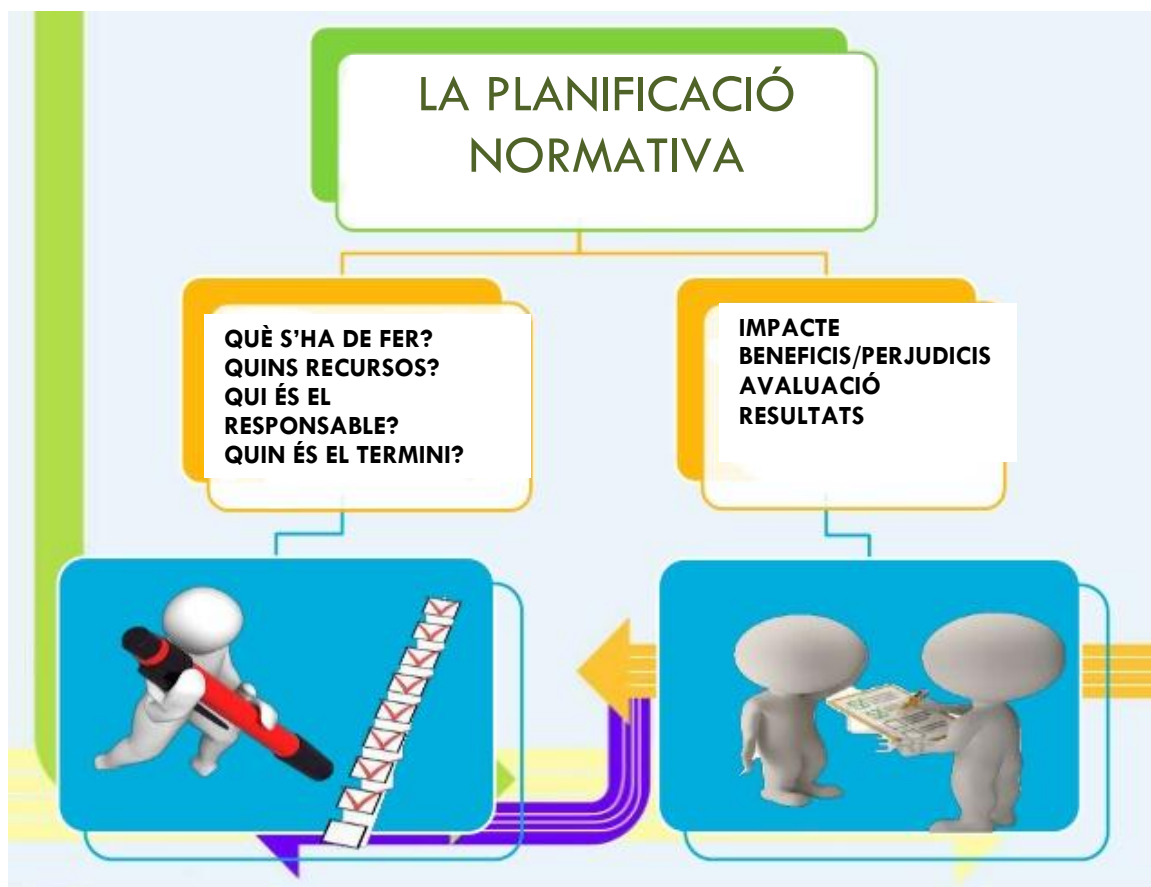 LA PLANIFICACIÓ
NORMATIVA
QUÈ S'HA DE FER?
QUINS RECURSOS?
QUI ÉS EL
RESPONSABLE?
QUIN ÉS EL TERMINI?
IMPACTE
BENEFICIS/PERJUDICIS
AVALUACIÓ
RESULTATS